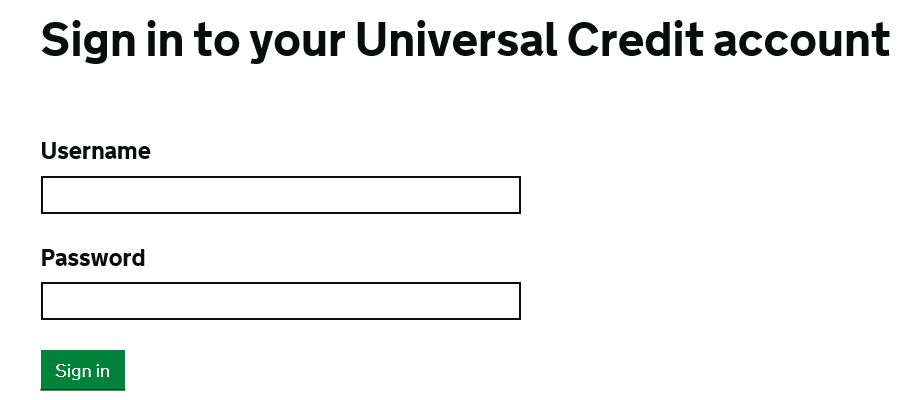 Sign in to your Universal Credit account
Username
Password
Sign in